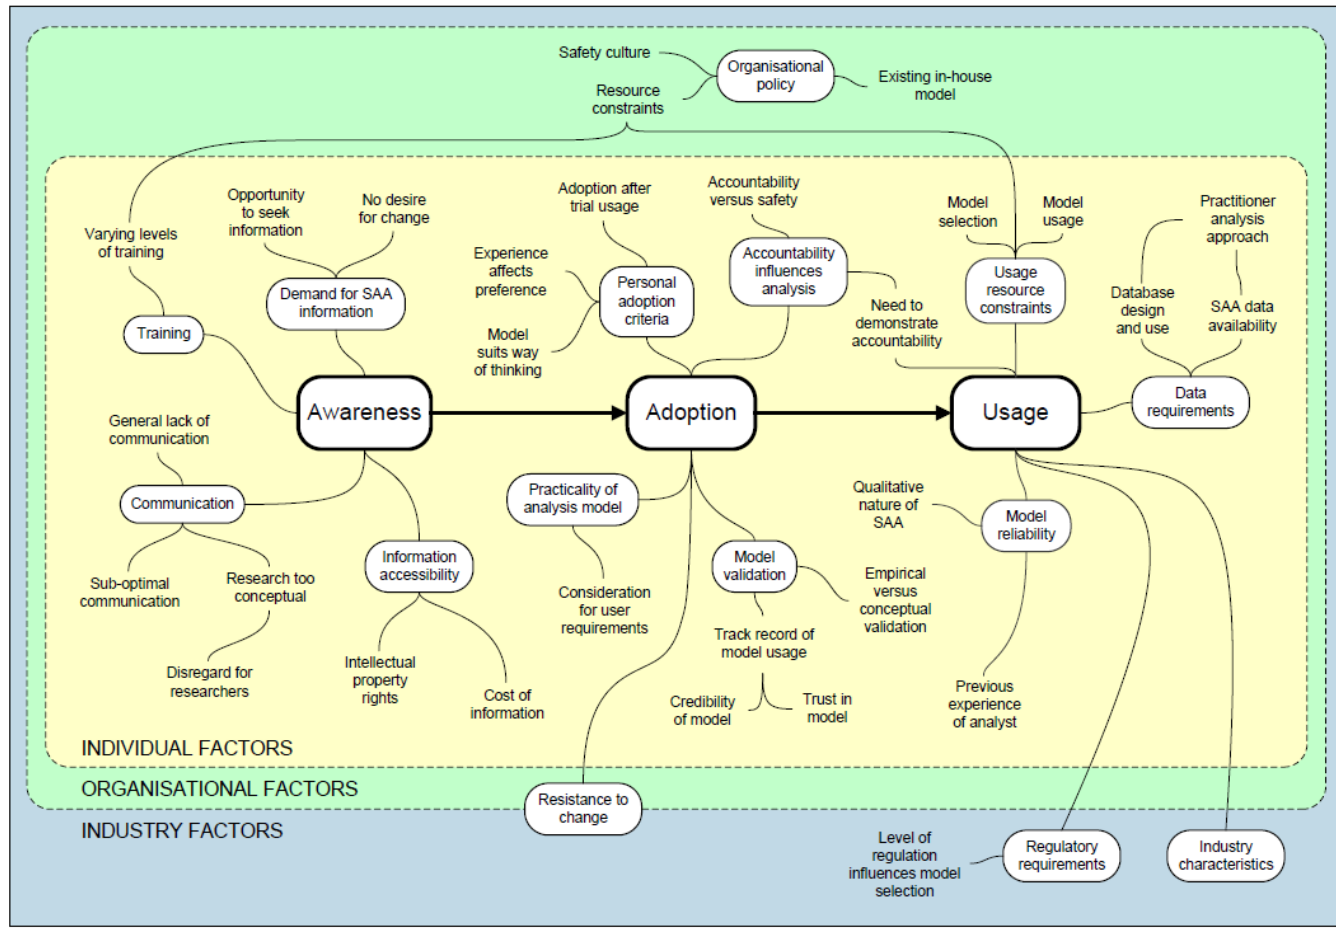 Safety culture
Organisational
policy
Existing in-house
model
Resource
constraints
Opportunity
to seek
information
No desire
for change
Varying levels
of training
Demand for SAA
information
Training
Adoption after
trial usage
Accountability
versus safety
Experience
affects
preference
Personal
adoption
criteria
Accountability
influences
analysis
Model
suits way
of thinking
Need to
demonstrate
accountability
Model
selection
Model
usage
Usage
resource
constraints
Practitioner
analysis
approach
Database
design
and use
SAA data
availability
Data
requirements
Awareness
Adoption
Usage
General lack of
communication
Communication
Sub-optimal
communication
Research too
conceptual
Disregard for
researchers
Information
accessibility
Intellectual
property
rights
Cost of
information
Practicality of
analysis model
Consideration
for user
requirements
Model
validation
Empirical
versus
conceptual
validation
Track record of
model usage
Credibility
of model
Trust in
model
Qualitative
nature of
SAA
Model
reliability
Previous
experience
of analyst
INDIVIDUAL FACTORS
ORGANISATIONAL FACTORS
INDUSTRY FACTORS
Resistance to
change
Level of
regulation
influences model
selection
Regulatory
requirements
Industry
characteristics